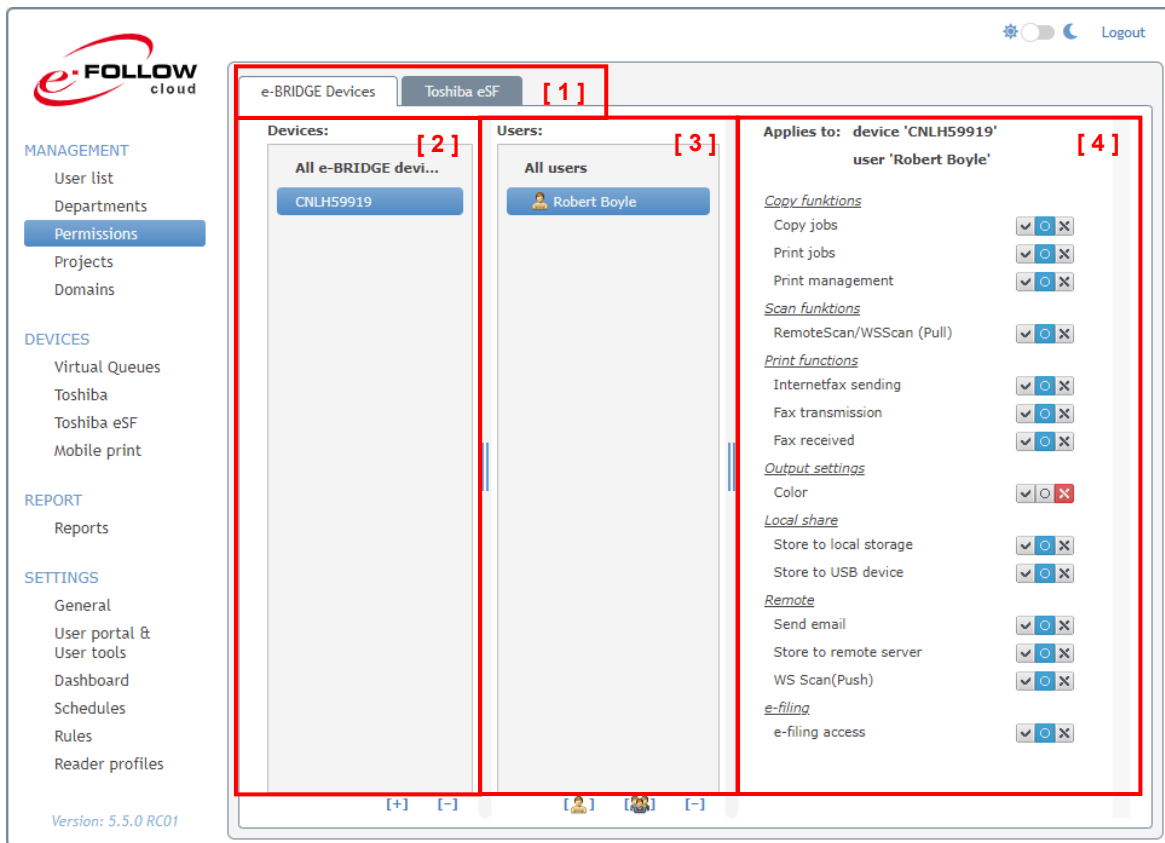 Logout
e-FOLLOW
cloud
MANAGEMENT
User list
Departments
Permissions
Projects
Domains
DEVICES
Virtual Queues
Toshiba
Toshiba eSF
Mobile print
REPORT
Reports
SETTINGS
General
User portal &
User tools
Dashboard
Schedules
Rules
Reader profiles
Version: 5.5.0 RC01
e-BRIDGE Devices
Toshiba eSF
[ 1 ]
Devices:
[ 2 ]
All e-BRIDGE devi...
CNLH59919
[+] [-]
Users:
[ 3 ]
All users
Robert Boyle
[ ] [ ] [-]
Applies to: device 'CNLH59919'
user 'Robert Boyle'
[ 4 ]
Copy funktions
Copy jobs
Print jobs
Print management
Scan funktions
RemoteScan/WSScan (Pull)
Print functions
Internetfax sending
Fax transmission
Fax received
Output settings
Color
Local share
Store to local storage
Store to USB device
Remote
Send email
Store to remote server
WS Scan(Push)
e-filing
e-filing access